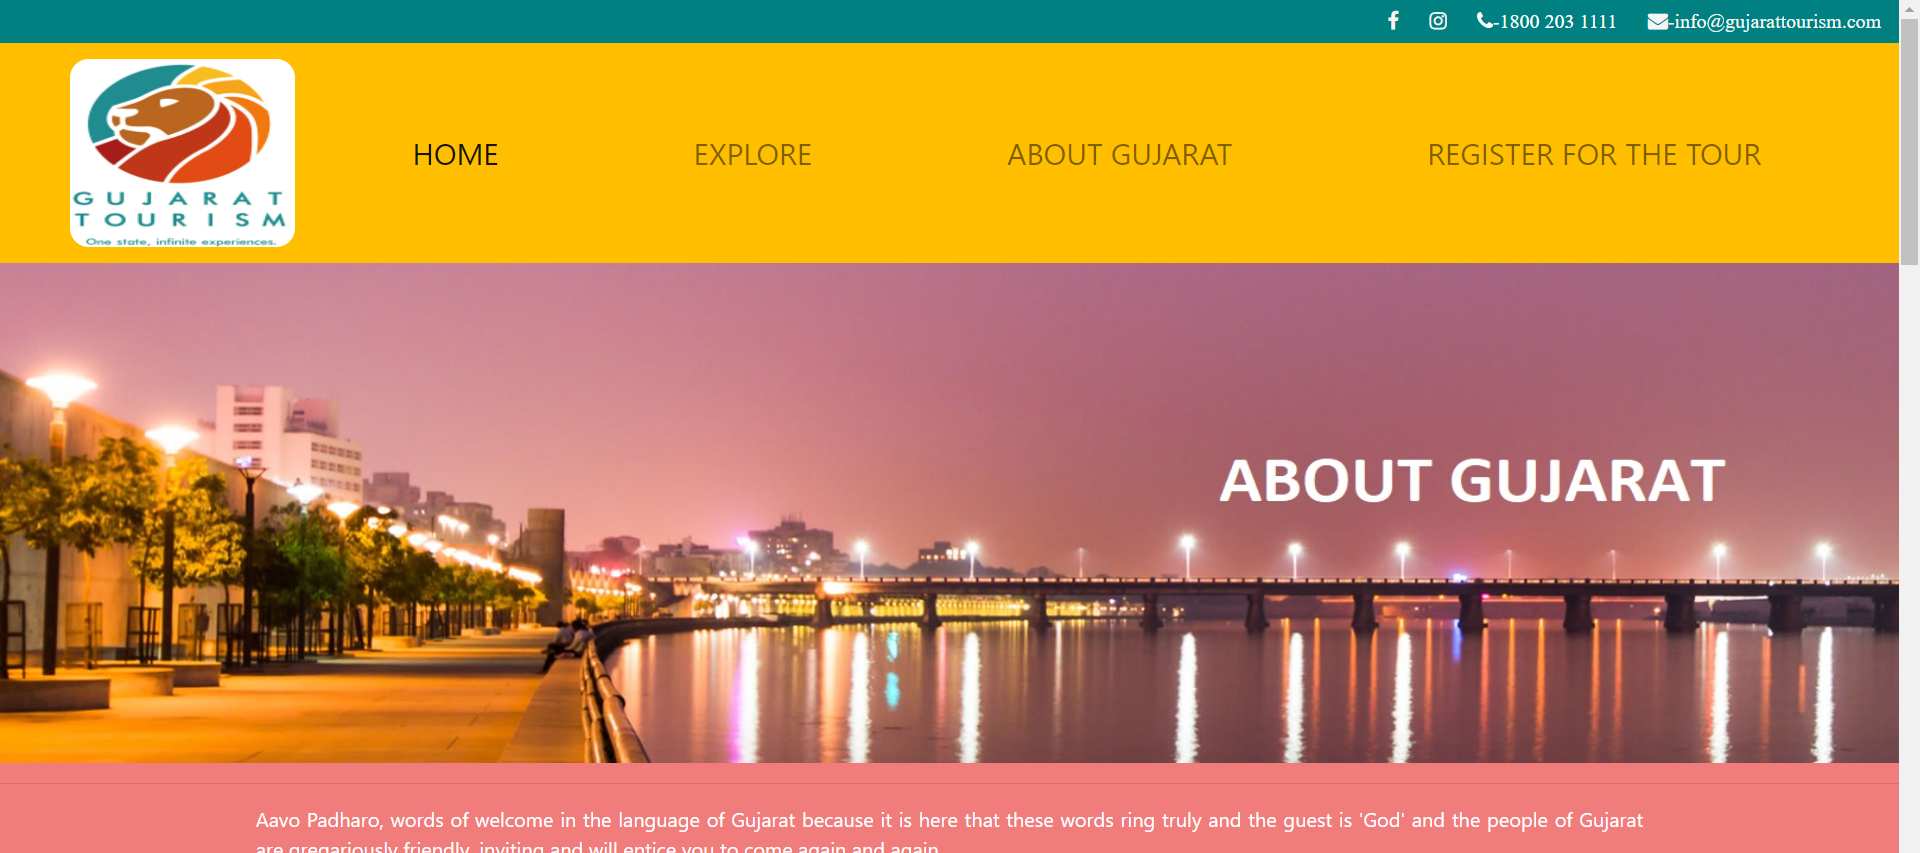 -1800 203 1111 -info@gujarattourism.com
GUJARAT
TOURISM
One state, infinite experiences.
HOME EXPLORE ABOUT GUJARAT REGISTER FOR THE TOUR
ABOUT GUJARAT
Aavo Padharo, words of welcome in the language of Gujarat because it is here that these words ring truly and the guest is 'God' and the people of Gujarat
are gregariously friendly, inviting and will entice you to come again and again.